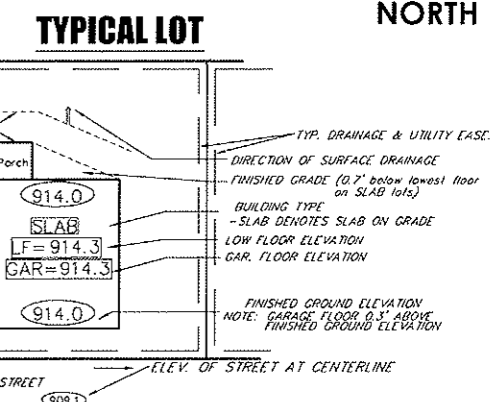 NORTH
TYPICAL LOT
TYP. DRAINAGE & UTILITY EASE.
DIRECTION OF SURFACE DRAINAGE
Porch
FINISHED GRADE (0.7' below lowest floor
on SLAB lots)
914.0
BUILDING TYPE
SLAB
-SLAB DENOTES SLAB ON GRADE
LF=914.3
LOW FLOOR ELEVATION
GAR=914.3
GAR. FLOOR ELEVATION
914.0
FINISHED GROUND ELEVATION
NOTE: GARAGE FLOOR 0.3' ABOVE
FINISHED GROUND ELEVATION
ELEV. OF STREET AT CENTERLINE
STREET
909.1